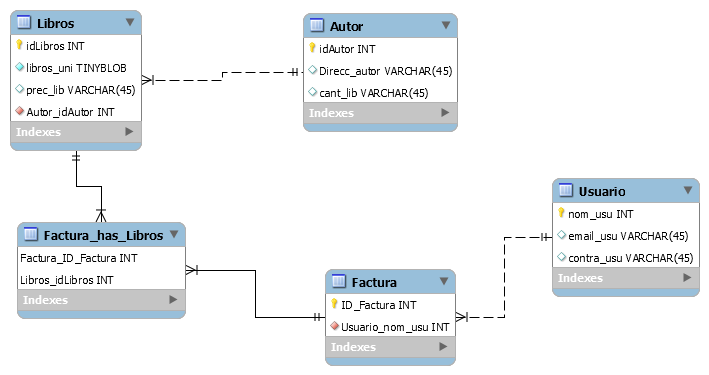 Libros
idLibros INT
libros_uni TINYBLOB
prec_lib VARCHAR(45)
Autor_idAutor INT
Indexes
Autor
idAutor INT
Direcc_autor VARCHAR(45)
cant_lib VARCHAR(45)
Indexes
Usuario
nom_usu INT
email_usu VARCHAR(45)
contra_usu VARCHAR(45)
Indexes
Factura_has_Libros
Factura_ID_Factura INT
Libros_idLibros INT
Indexes
Factura
ID_Factura INT
Usuario_nom_usu INT
Indexes